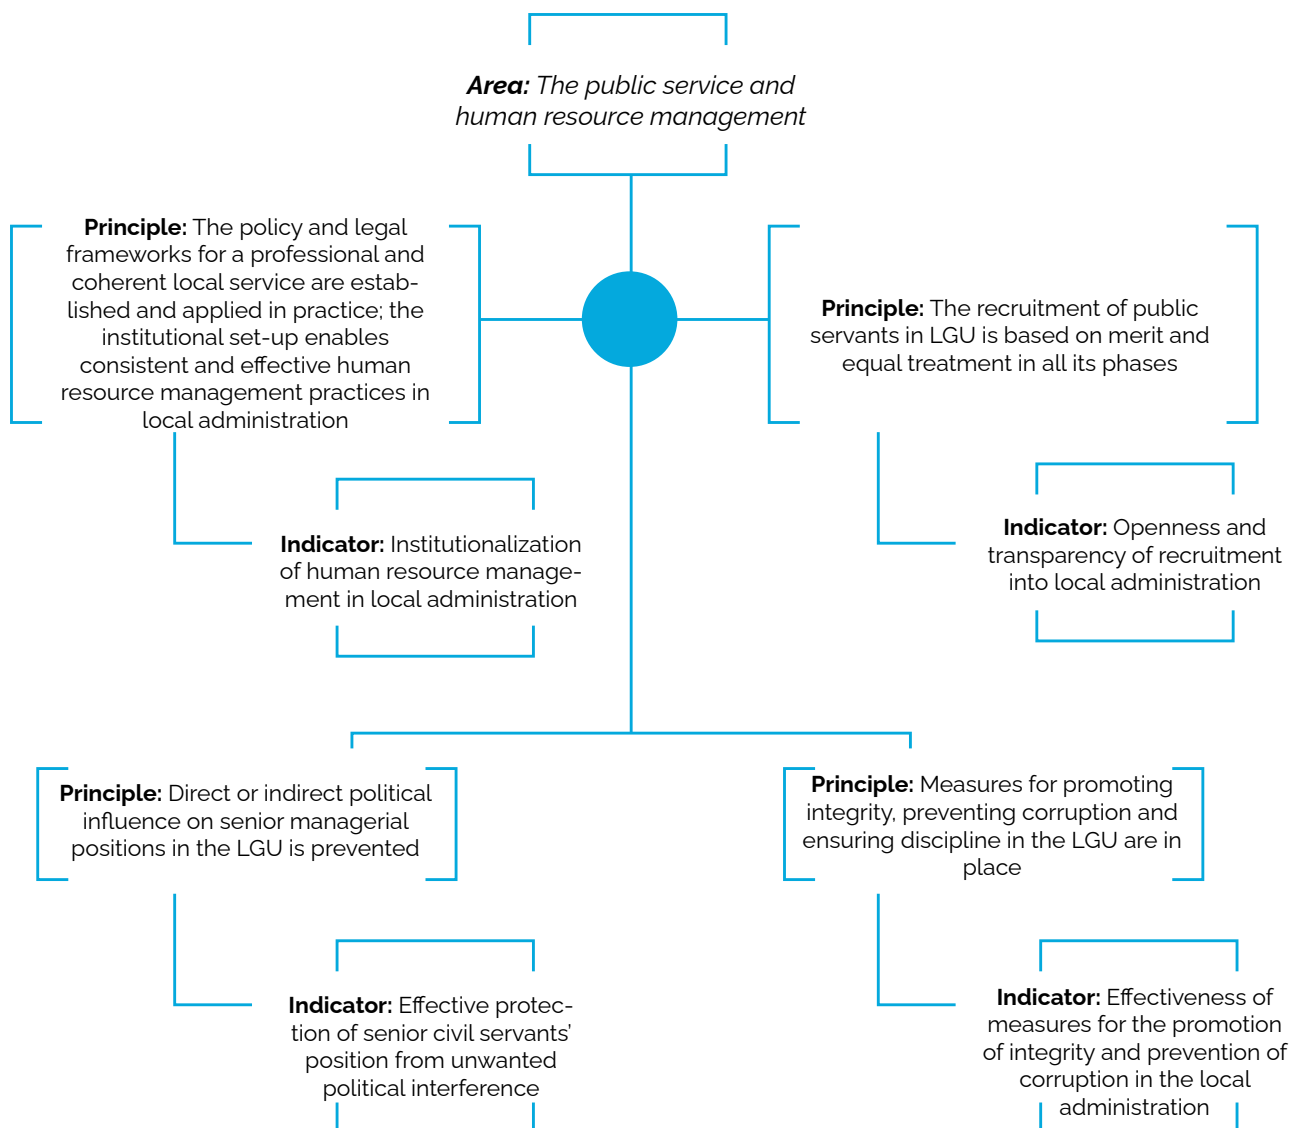 Area: The public service and
human resource management
Principle: The policy and legal
frameworks for a professional and
coherent local service are estab-
lished and applied in practice; the
institutional set-up enables
consistent and effective human
resource management practices in
local administration
Principle: The recruitment of public
servants in LGU is based on merit and
equal treatment in all its phases
Indicator: Institutionalization
of human resource manage-
ment in local administration
Indicator: Openness and
transparency of recruitment
into local administration
Principle: Direct or indirect political
influence on senior managerial
positions in the LGU is prevented
Principle: Measures for promoting
integrity, preventing corruption and
ensuring discipline in the LGU are in
place
Indicator: Effective protec-
tion of senior civil servants’
position from unwanted
political interference
Indicator: Effectiveness of
measures for the promotion
of integrity and prevention of
corruption in the local
administration